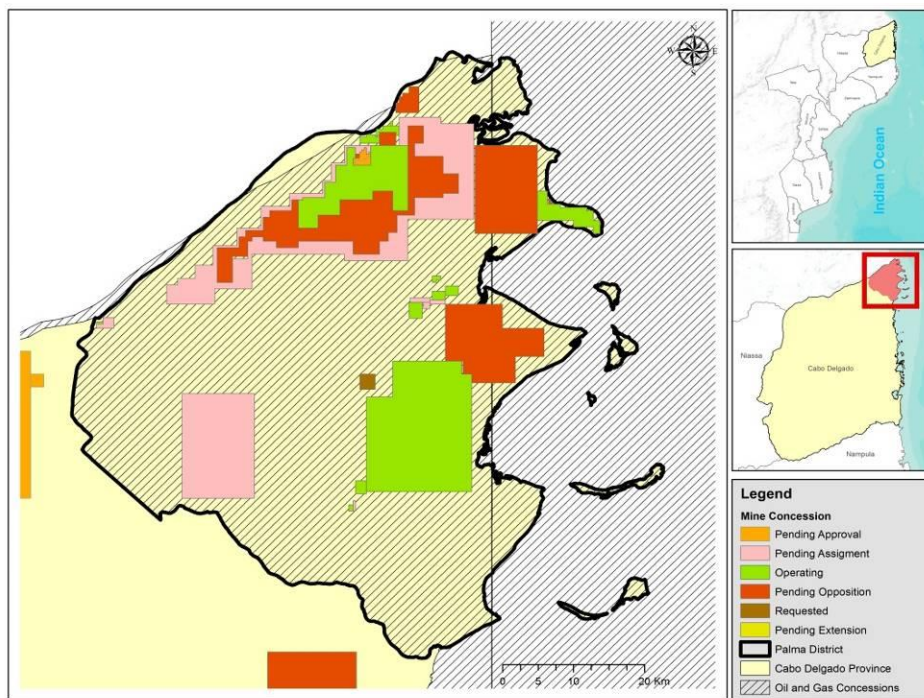 N
W E
S
0 5 10 20 Km
Indian Ocean
Niassa
Cabo Delgado
Nampula
Legend
Mine Concession
Pending Approval
Pending Assigment
Operating
Pending Opposition
Requested
Pending Extension
Palma District
Cabo Delgado Province
Oil and Gas Concessions